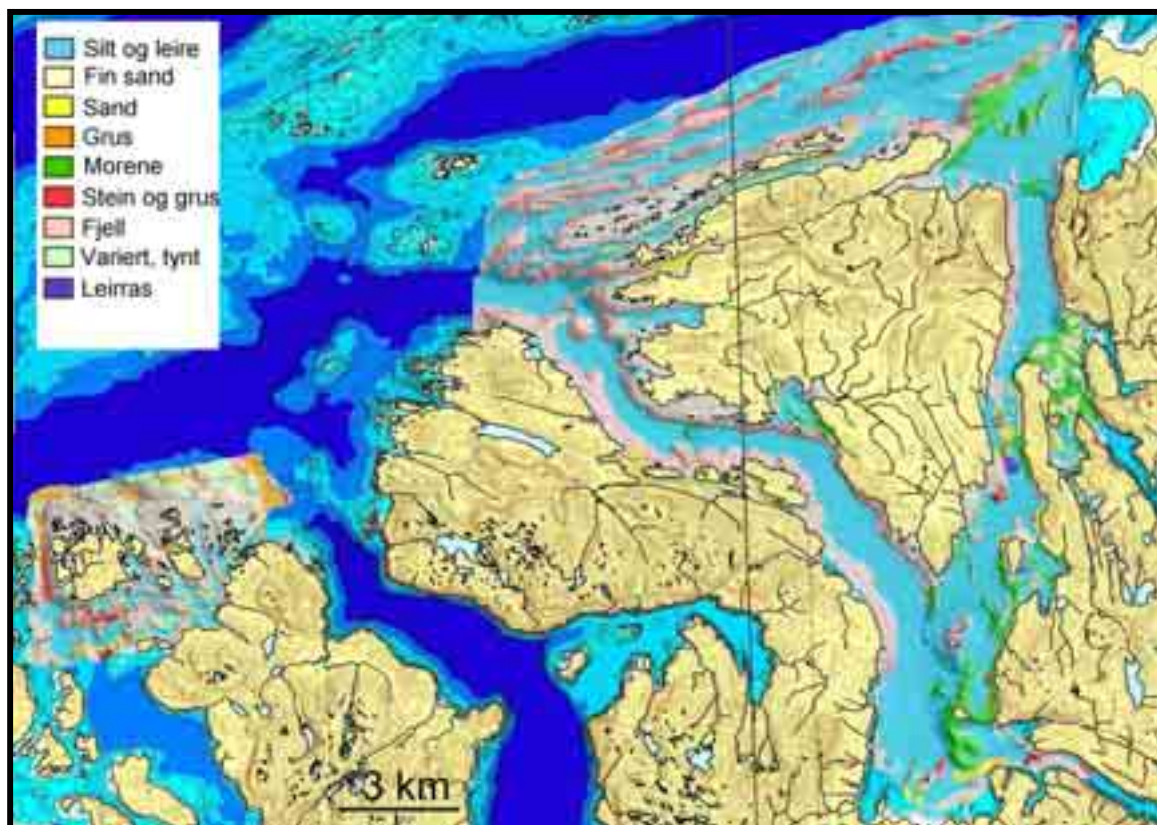 Silt og leire
Fin sand
Sand
Grus
Morene
Stein og grus
Fjell
Variert, tynt
Leirras
3 km